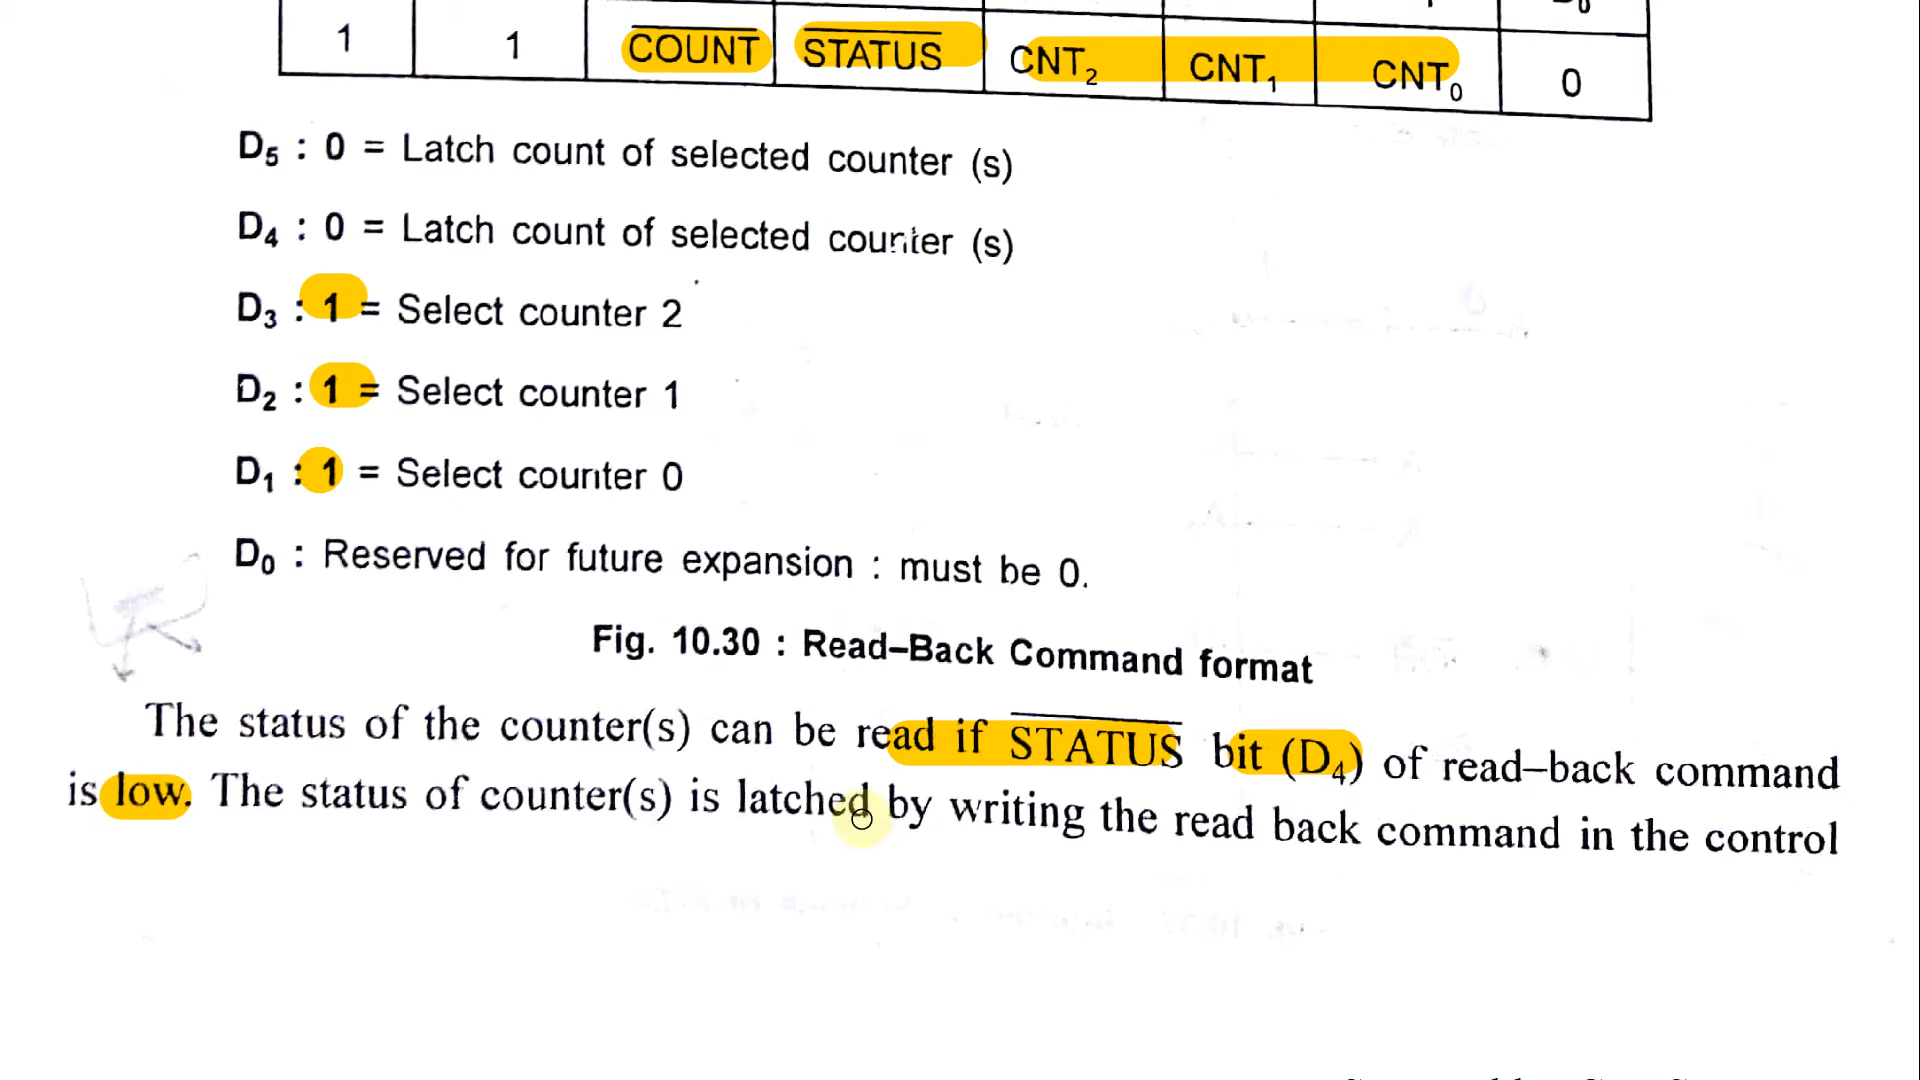 1 1 COUNT STATUS CNT2 CNT1 CNT0 0
D5 : 0 = Latch count of selected counter (s)
D4 : 0 = Latch count of selected counter (s)
D3 : 1 = Select counter 2
D2 : 1 = Select counter 1
D1 : 1 = Select counter 0
D0 : Reserved for future expansion : must be 0.
Fig. 10.30 : Read–Back Command format
The status of the counter(s) can be read if STATUS bit (D4) of read–back command
is low. The status of counter(s) is latched by writing the read back command in the control